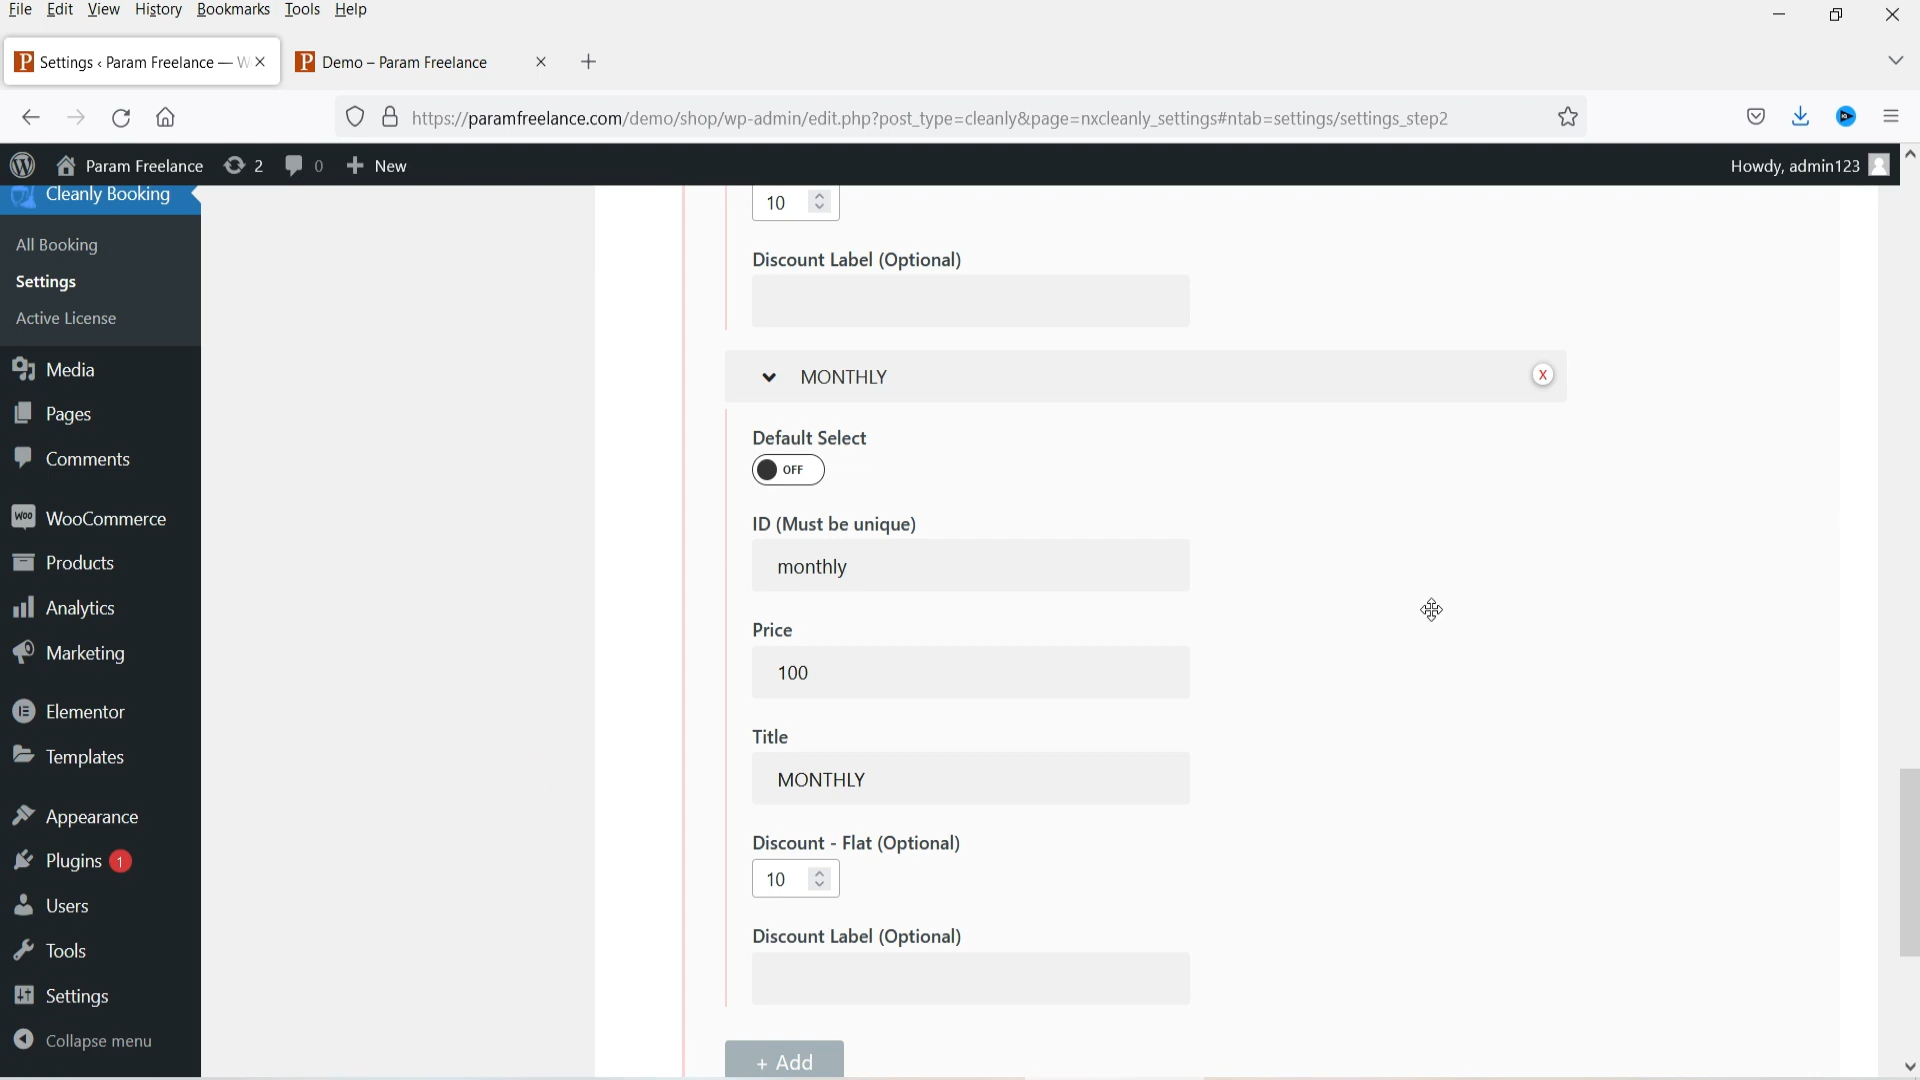 File Edit View History Bookmarks Tools Help
Settings ‹ Param Freelance — W
Demo – Param Freelance
https://paramfreelance.com/demo/shop/wp-admin/edit.php?post_type=cleanly&page=nxcleanly_settings#ntab=settings/settings_step2
Param Freelance 2 0 + New
Howdy, admin123
Cleanly Booking
All Booking
Settings
Active License
Media
Pages
Comments
WooCommerce
Products
Analytics
Marketing
Elementor
Templates
Appearance
Plugins 1
Users
Tools
Settings
Collapse menu
10
Discount Label (Optional)
MONTHLY X
Default Select
OFF
ID (Must be unique)
monthly
Price
100
Title
MONTHLY
Discount - Flat (Optional)
10
Discount Label (Optional)
+ Add